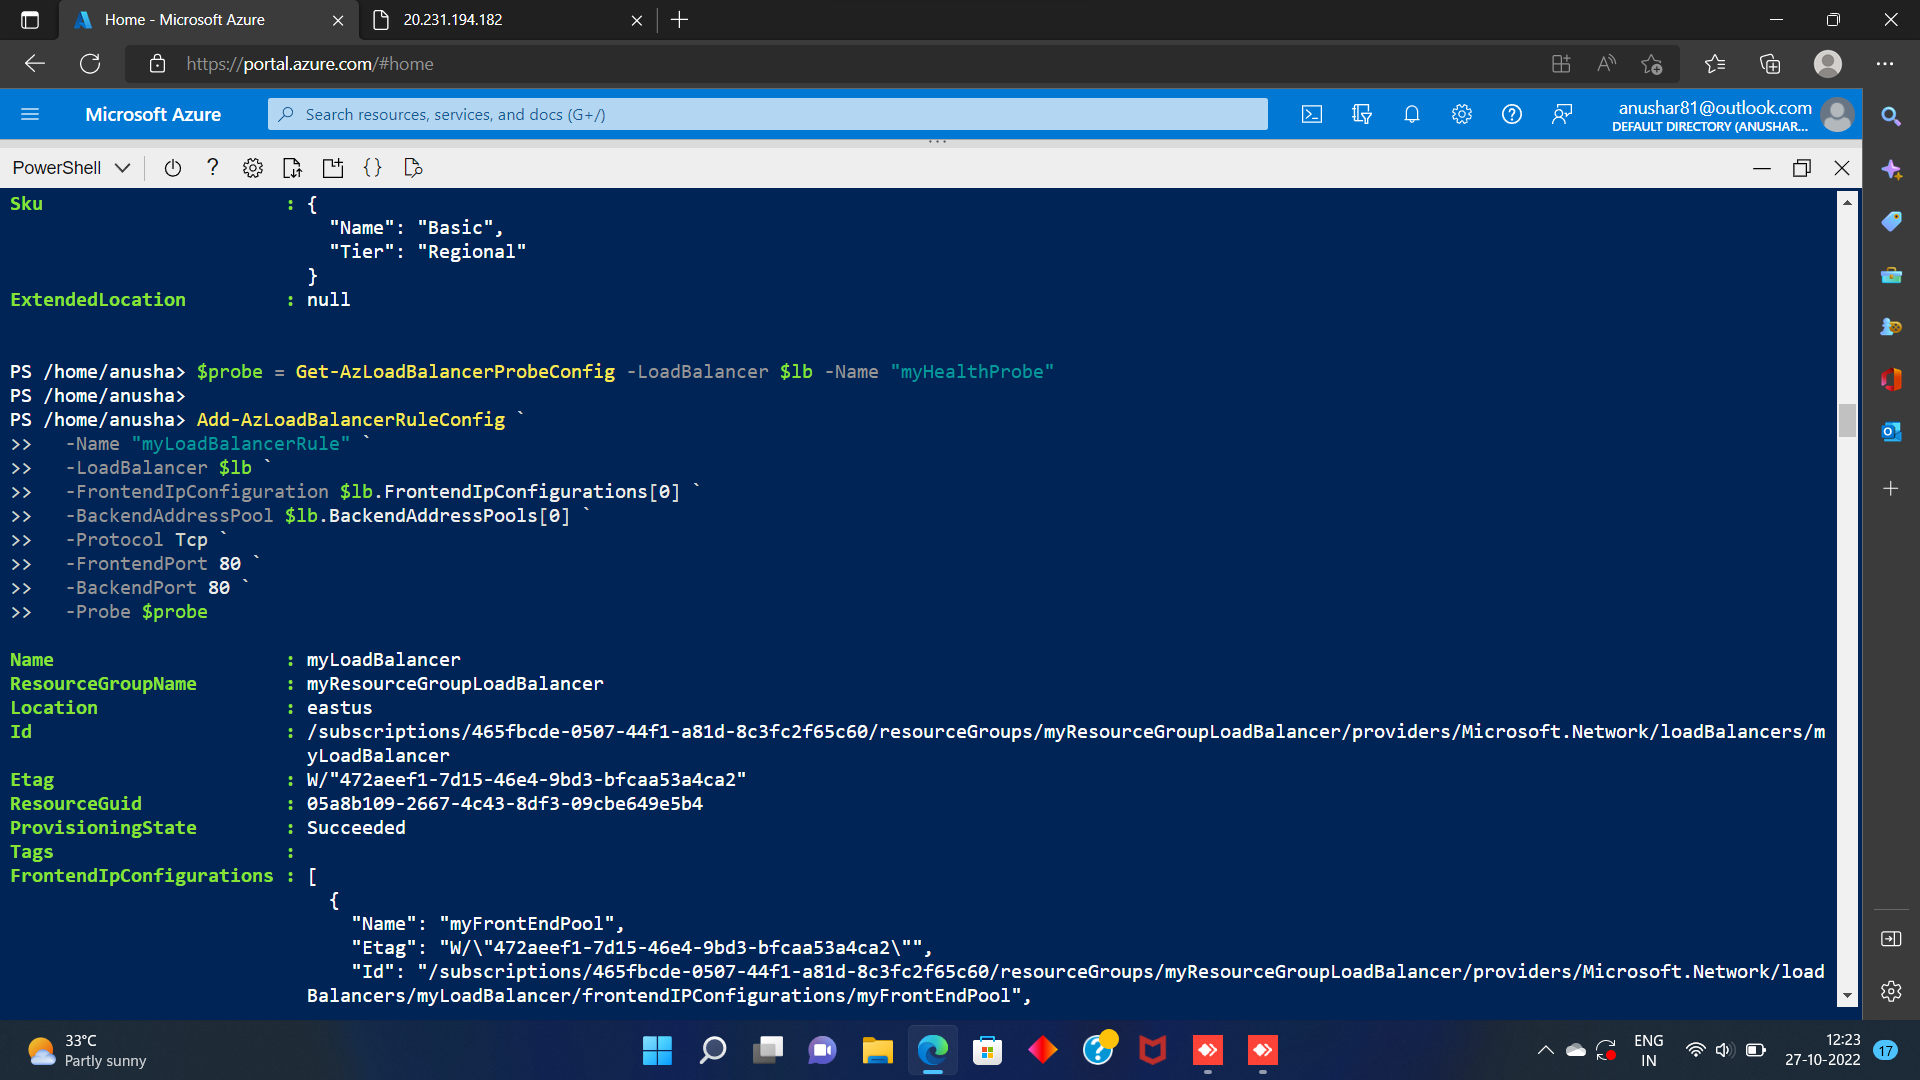 Home - Microsoft Azure
20.231.194.182
https://portal.azure.com/#home
Microsoft Azure
Search resources, services, and docs (G+/)
anushar81@outlook.com
DEFAULT DIRECTORY (ANUSHAR...
PowerShell
Sku : {
"Name": "Basic",
"Tier": "Regional"
}
ExtendedLocation : null
PS /home/anusha> $probe = Get-AzLoadBalancerProbeConfig -LoadBalancer $lb -Name "myHealthProbe"
PS /home/anusha>
PS /home/anusha> Add-AzLoadBalancerRuleConfig `
>> -Name "myLoadBalancerRule" `
>> -LoadBalancer $lb `
>> -FrontendIpConfiguration $lb.FrontendIpConfigurations[0] `
>> -BackendAddressPool $lb.BackendAddressPools[0] `
>> -Protocol Tcp `
>> -FrontendPort 80 `
>> -BackendPort 80 `
>> -Probe $probe
Name : myLoadBalancer
ResourceGroupName : myResourceGroupLoadBalancer
Location : eastus
Id : /subscriptions/465fbcde-0507-44f1-a81d-8c3fc2f65c60/resourceGroups/myResourceGroupLoadBalancer/providers/Microsoft.Network/loadBalancers/m
yLoadBalancer
Etag : W/"472aeef1-7d15-46e4-9bd3-bfcaa53a4ca2"
ResourceGuid : 05a8b109-2667-4c43-8df3-09cbe649e5b4
ProvisioningState : Succeeded
Tags :
FrontendIpConfigurations : [
{
"Name": "myFrontEndPool",
"Etag": "W/\"472aeef1-7d15-46e4-9bd3-bfcaa53a4ca2\"",
"Id": "/subscriptions/465fbcde-0507-44f1-a81d-8c3fc2f65c60/resourceGroups/myResourceGroupLoadBalancer/providers/Microsoft.Network/load
Balancers/myLoadBalancer/frontendIPConfigurations/myFrontEndPool",
33°C
Partly sunny
ENG
IN
12:23
27-10-2022
17